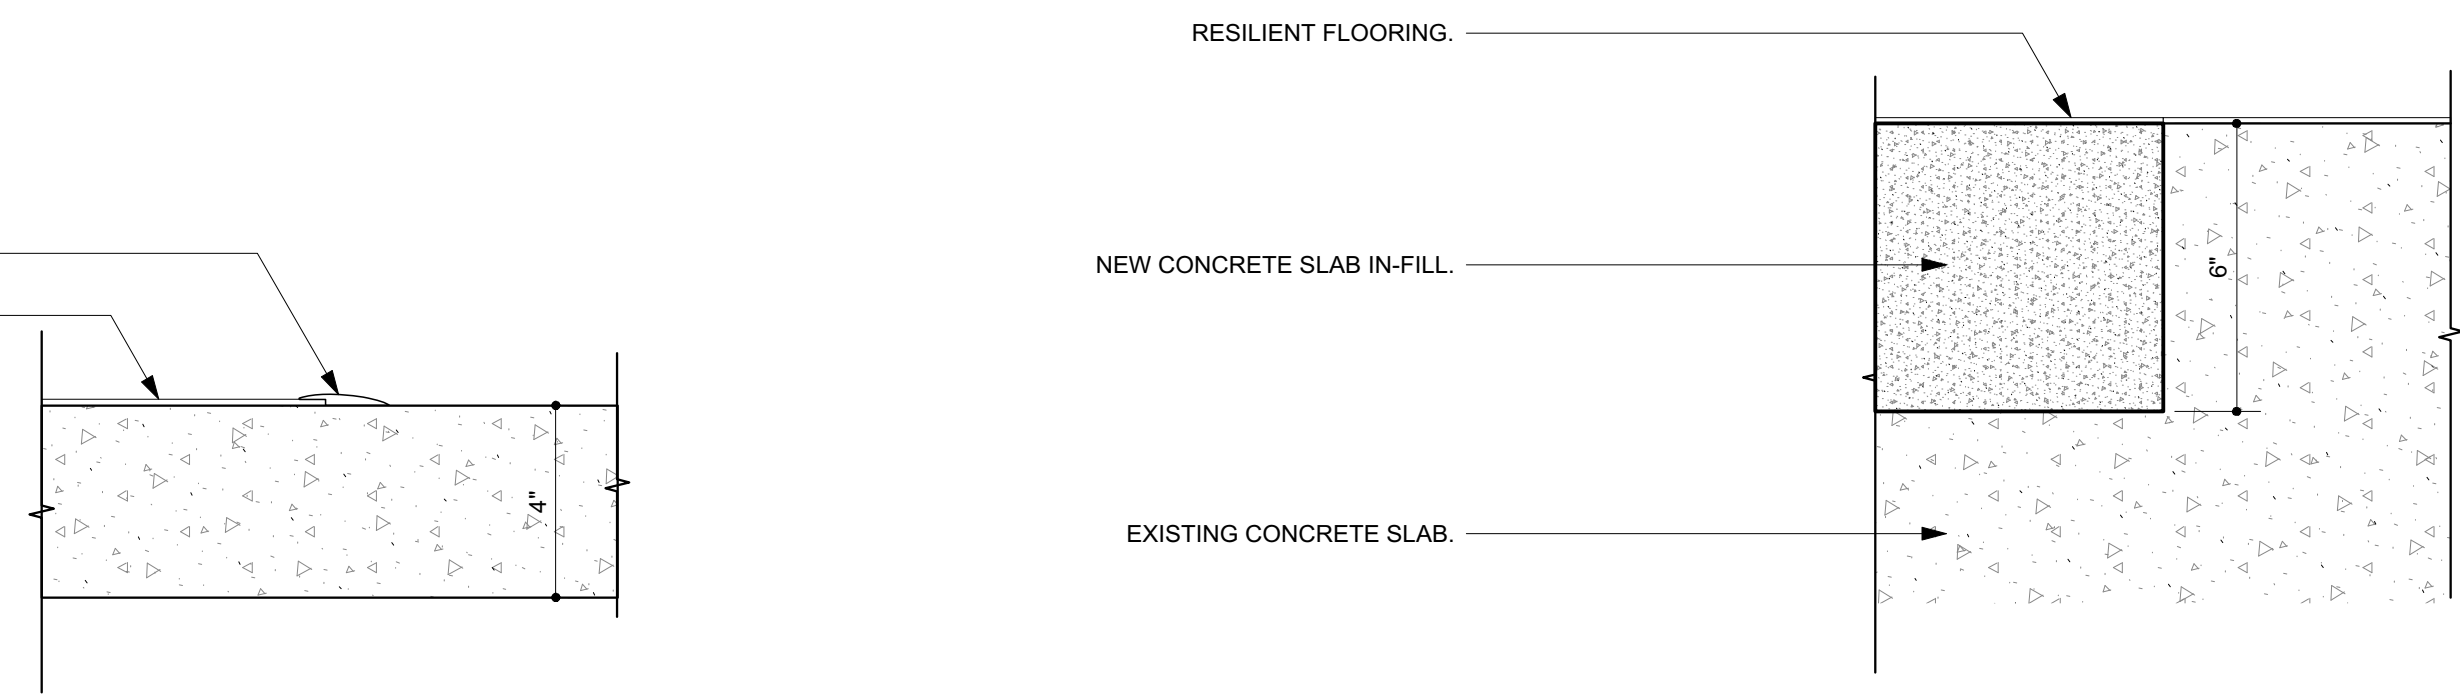 RESILIENT FLOORING.
NEW CONCRETE SLAB IN-FILL.
6"
4"
EXISTING CONCRETE SLAB.